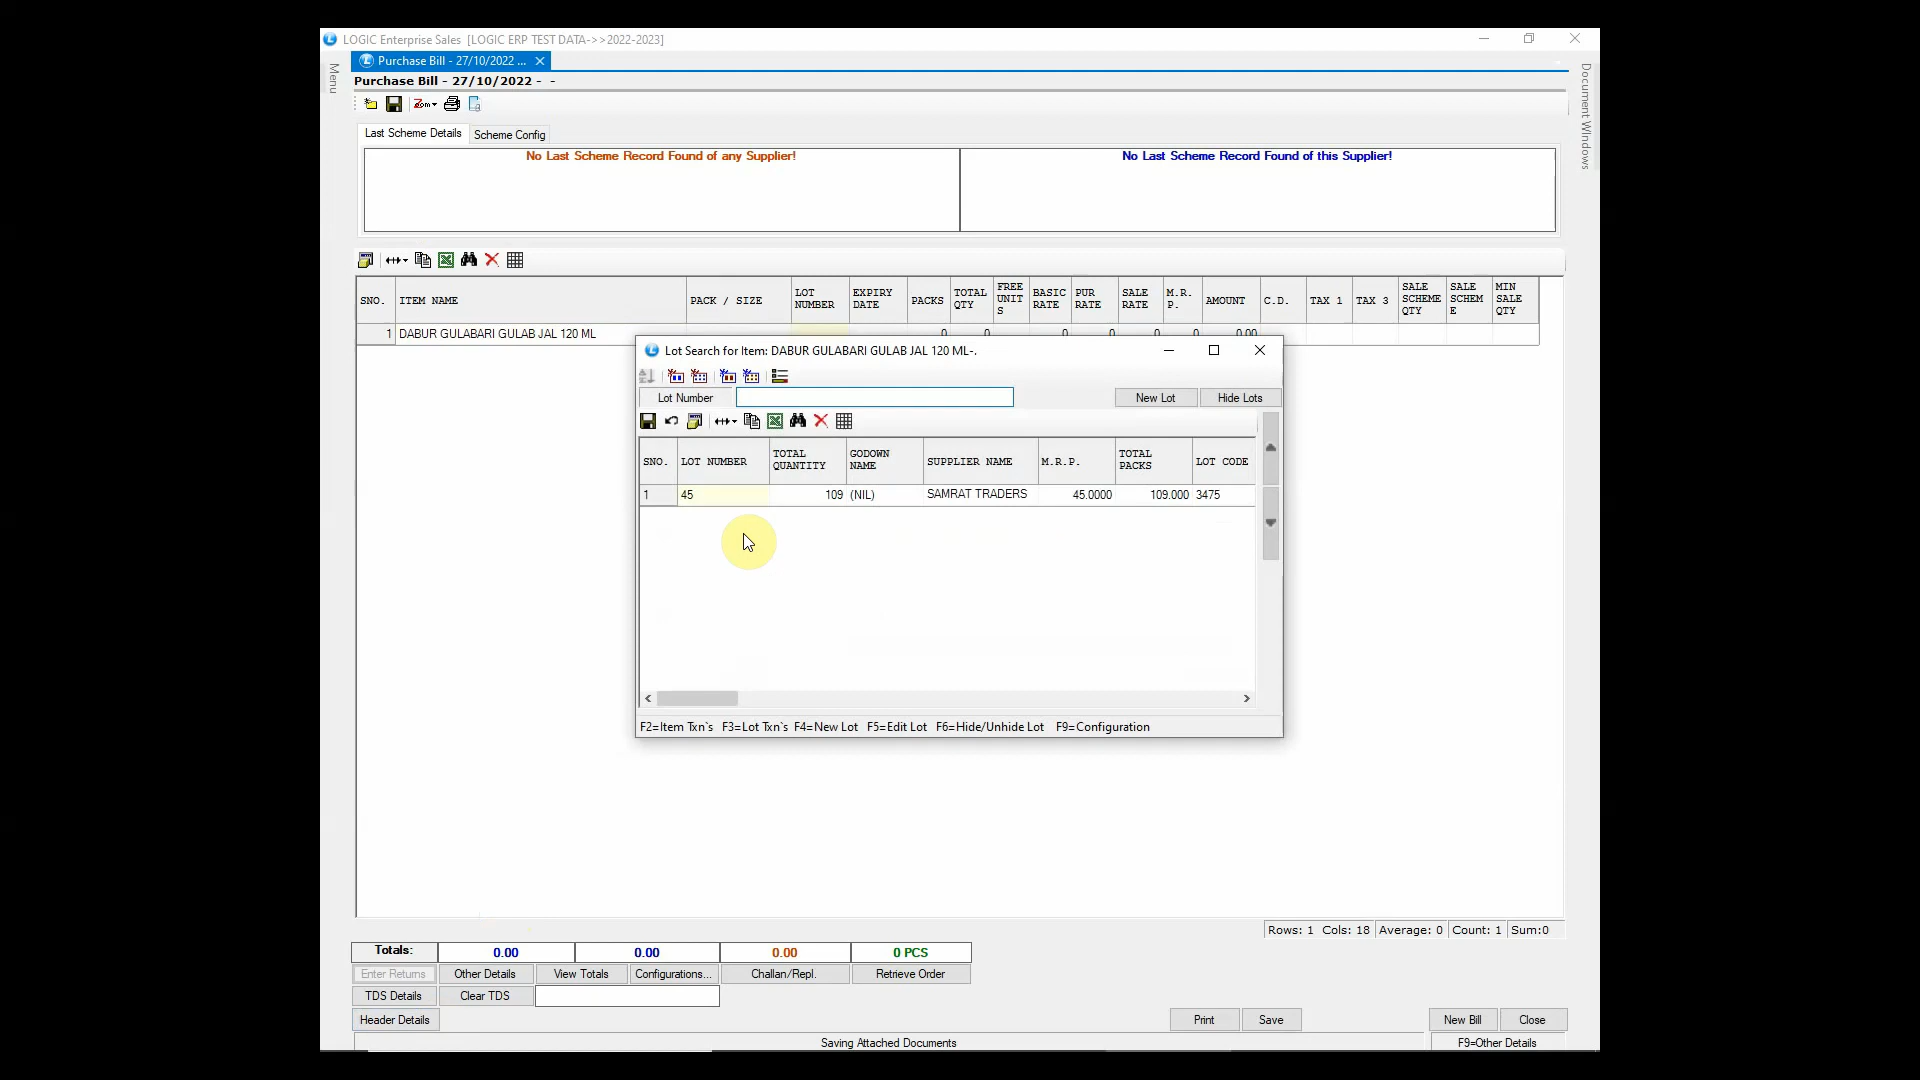 LOGIC Enterprise Sales [LOGIC ERP TEST DATA->>2022-2023]
Menu
Purchase Bill - 27/10/2022 ...
Document Windows
Purchase Bill - 27/10/2022 - -
Zoom
Last Scheme Details Scheme Config
No Last Scheme Record Found of any Supplier! No Last Scheme Record Found of this Supplier!
SNO. ITEM NAME PACK / SIZE LOT NUMBER EXPIRY DATE PACKS TOTAL QTY FREE UNITS BASIC RATE PUR RATE SALE RATE M.R.P. AMOUNT C.D. TAX 1 TAX 3 SALE SCHEME QTY SALE SCHEME MIN SALE QTY
1 DABUR GULABARI GULAB JAL 120 ML 0 0 0 0 0 0 0.00
Lot Search for Item: DABUR GULABARI GULAB JAL 120 ML-.
Lot Number New Lot Hide Lots
SNO. LOT NUMBER TOTAL QUANTITY GODOWN NAME SUPPLIER NAME M.R.P. TOTAL PACKS LOT CODE
1 45 109 (NIL) SAMRAT TRADERS 45.0000 109.000 3475
F2=Item Txn`s F3=Lot Txn`s F4=New Lot F5=Edit Lot F6=Hide/Unhide Lot F9=Configuration
Rows: 1 Cols: 18 Average: 0 Count: 1 Sum:0
Totals: 0.00 0.00 0.00 0 PCS
Enter Returns Other Details View Totals Configurations... Challan/Repl. Retrieve Order
TDS Details Clear TDS
Header Details Print Save New Bill Close
Saving Attached Documents F9=Other Details